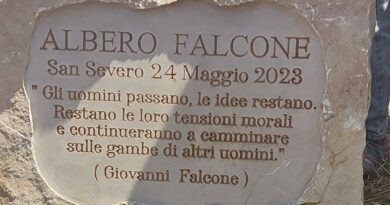 ALBERO FALCONE
San Severo 24 Maggio 2023
"Gli uomini passano, le idee restano.
Restano le loro tensioni morali
e continueranno a camminare
sulle gambe di altri uomini."
( Giovanni Falcone )